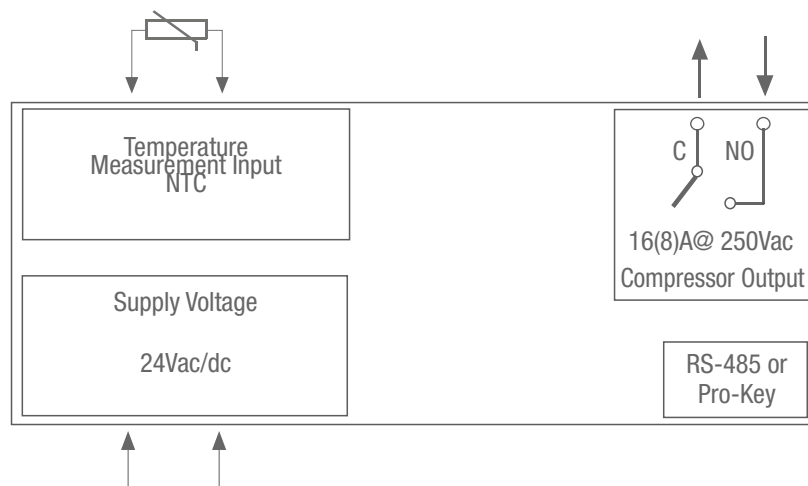 Temperature
Measurement Input
NTC
C NO
16(8)A@ 250Vac
Compressor Output
Supply Voltage
24Vac/dc
RS-485 or
Pro-Key